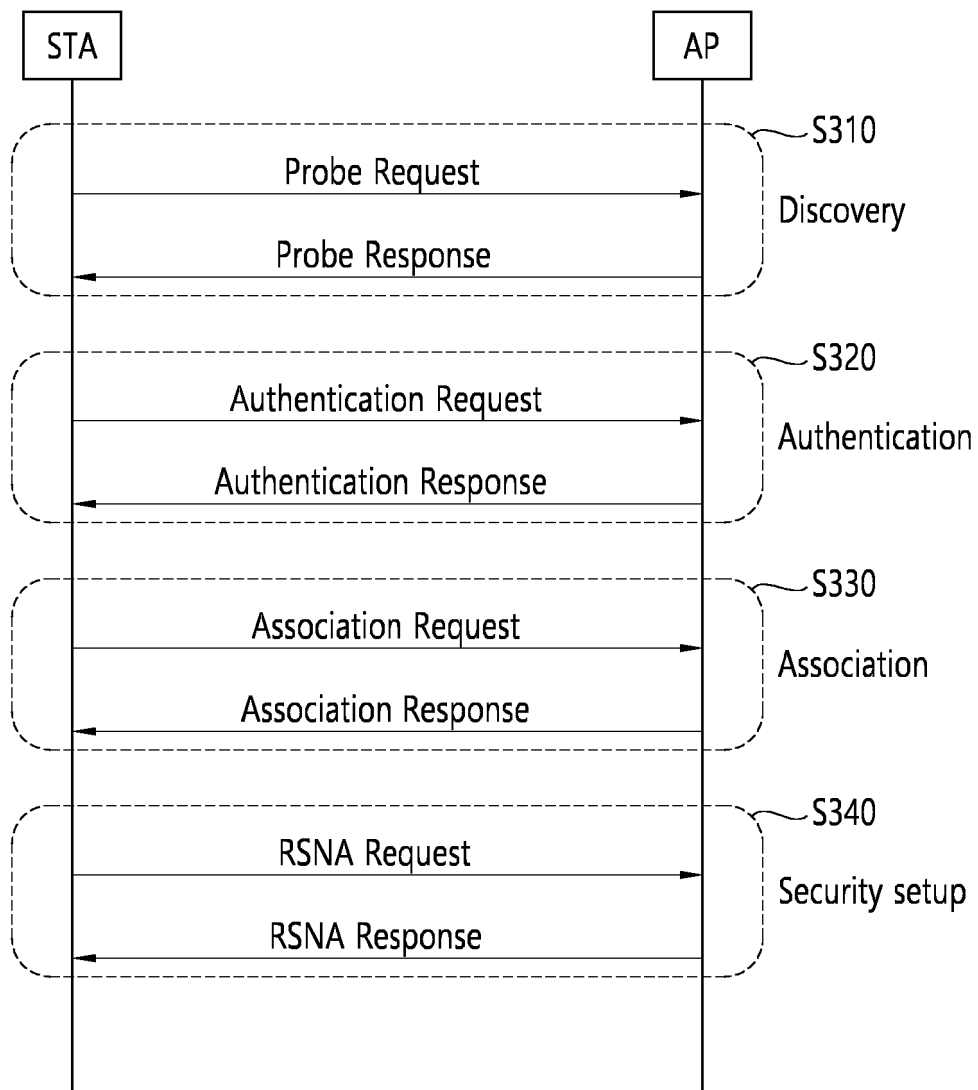 STA
AP
S310
Probe Request
Discovery
Probe Response
S320
Authentication Request
Authentication
Authentication Response
S330
Association Request
Association
Association Response
S340
RSNA Request
Security setup
RSNA Response